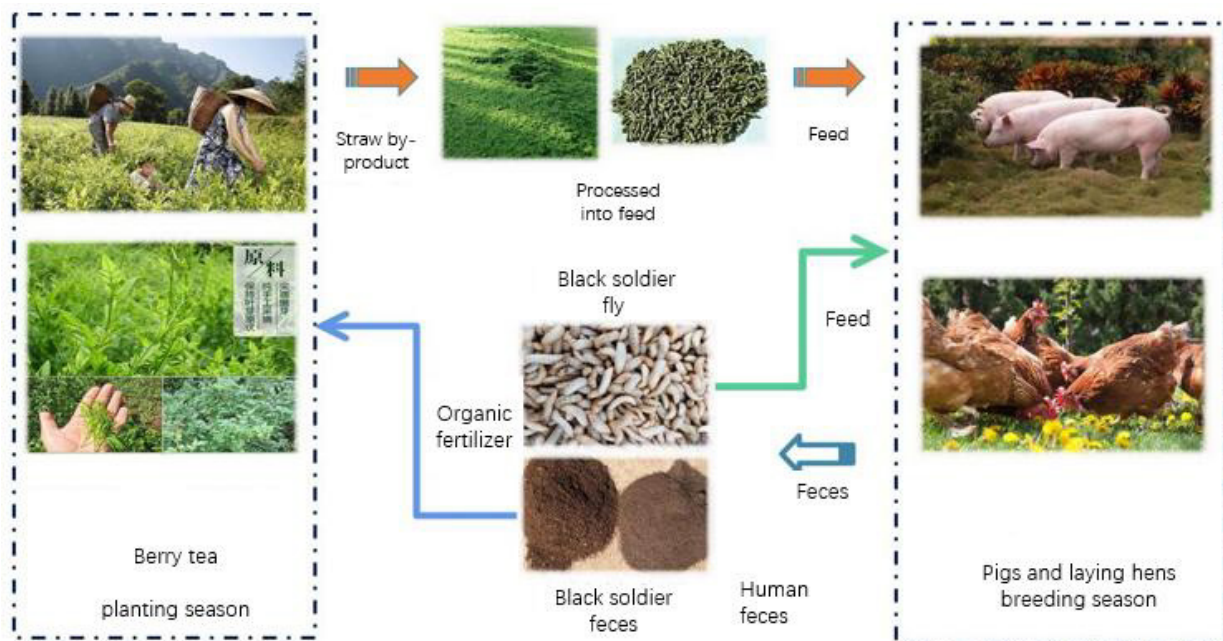 Straw by-
product
Processed
into feed
Feed
原/料
Black soldier
fly
Feed
Organic
fertilizer
Feces
Black soldier
feces
Human
feces
Berry tea
planting season
Pigs and laying hens
breeding season